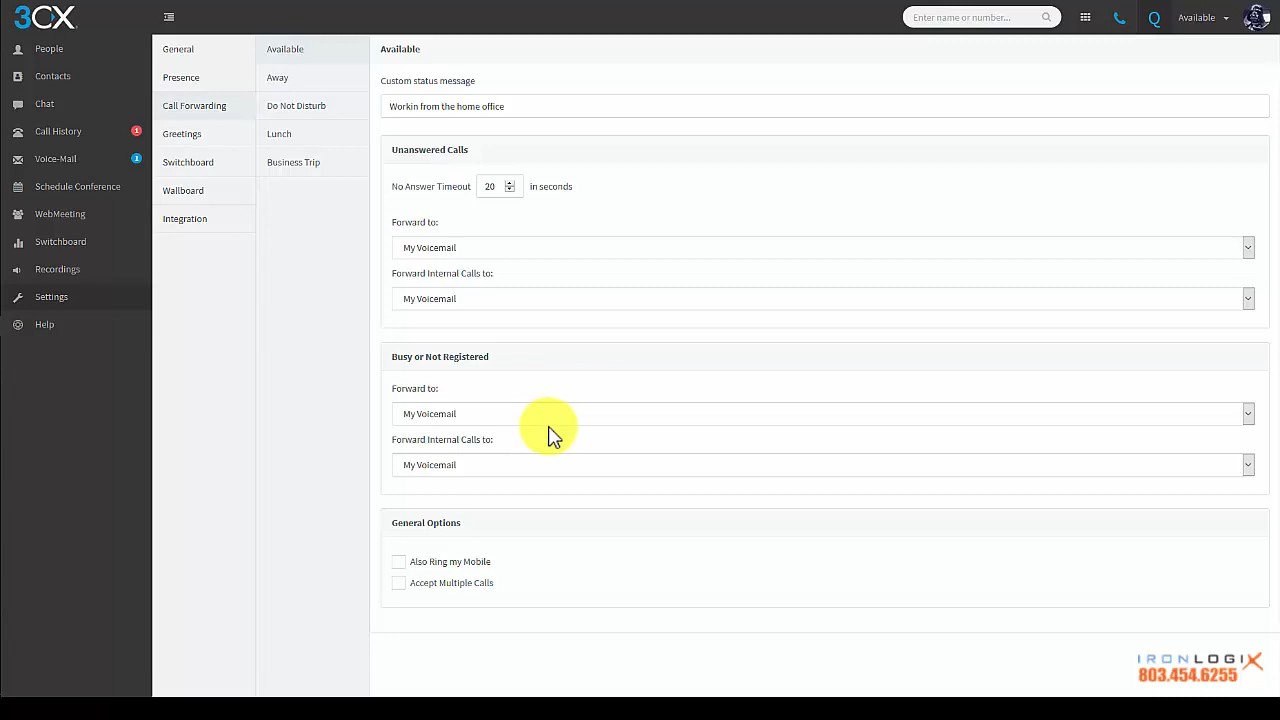 3CX
Enter name or number...
Q
Available
People
Contacts
Chat
Call History
1
Voice-Mail
1
Schedule Conference
WebMeeting
Switchboard
Recordings
Settings
Help
General
Presence
Call Forwarding
Greetings
Switchboard
Wallboard
Integration
Available
Away
Do Not Disturb
Lunch
Business Trip
Available
Custom status message
Workin from the home office
Unanswered Calls
No Answer Timeout 20 in seconds
Forward to:
My Voicemail
Forward Internal Calls to:
My Voicemail
Busy or Not Registered
Forward to:
My Voicemail
Forward Internal Calls to:
My Voicemail
General Options
Also Ring my Mobile
Accept Multiple Calls
IRONLOGIX
803.454.6255